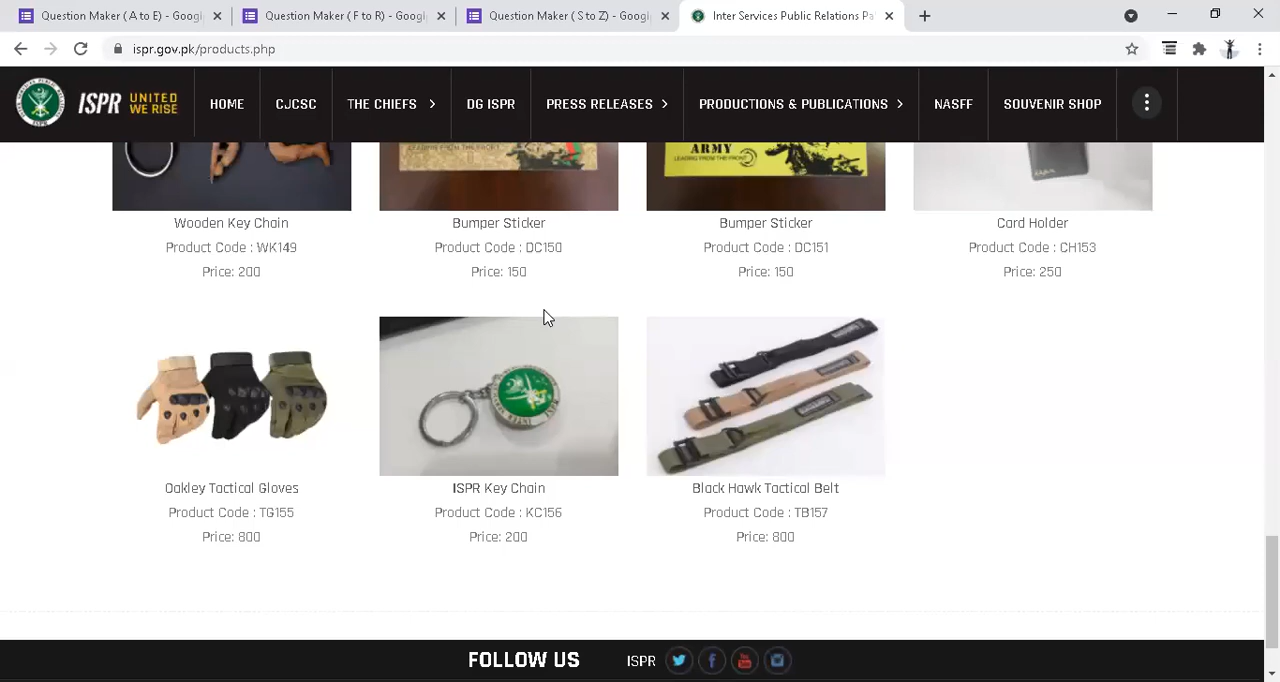 Question Maker ( A to E) - Googl
Question Maker ( F to R) - Googl
Question Maker ( S to Z) - Googl
Inter Services Public Relations Pa
ispr.gov.pk/products.php
ISPR UNITED WE RISE
HOME
CJCSC
THE CHIEFS
DG ISPR
PRESS RELEASES
PRODUCTIONS & PUBLICATIONS
NASFF
SOUVENIR SHOP
ARMY
LEADING FROM THE FRONT
Wooden Key Chain
Product Code : WK149
Price: 200
Bumper Sticker
Product Code : DC150
Price: 150
Bumper Sticker
Product Code : DC151
Price: 150
Card Holder
Product Code : CH153
Price: 250
Oakley Tactical Gloves
Product Code : TG155
Price: 800
ISPR Key Chain
Product Code : KC156
Price: 200
Black Hawk Tactical Belt
Product Code : TB157
Price: 800
FOLLOW US
ISPR